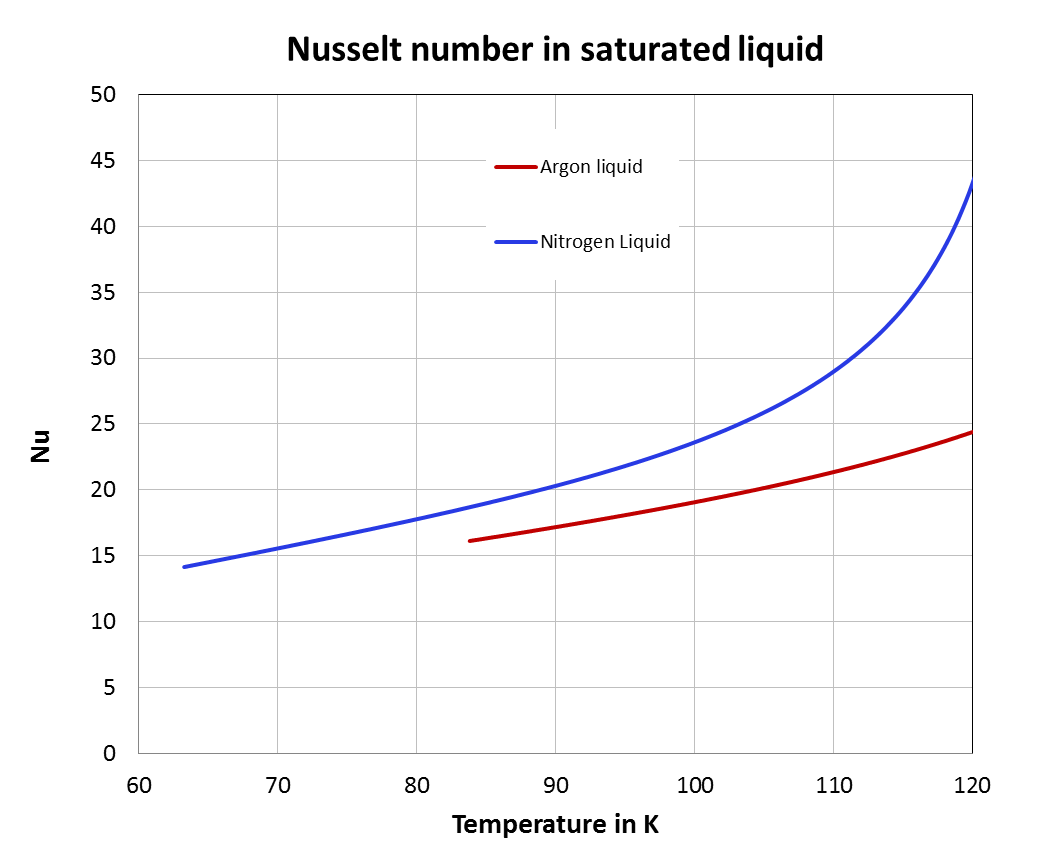 Nusselt number in saturated liquid
50
45
40
35
30
25
20
15
10
5
0
Nu
Argon liquid
Nitrogen Liquid
60 70 80 90 100 110 120
Temperature in K